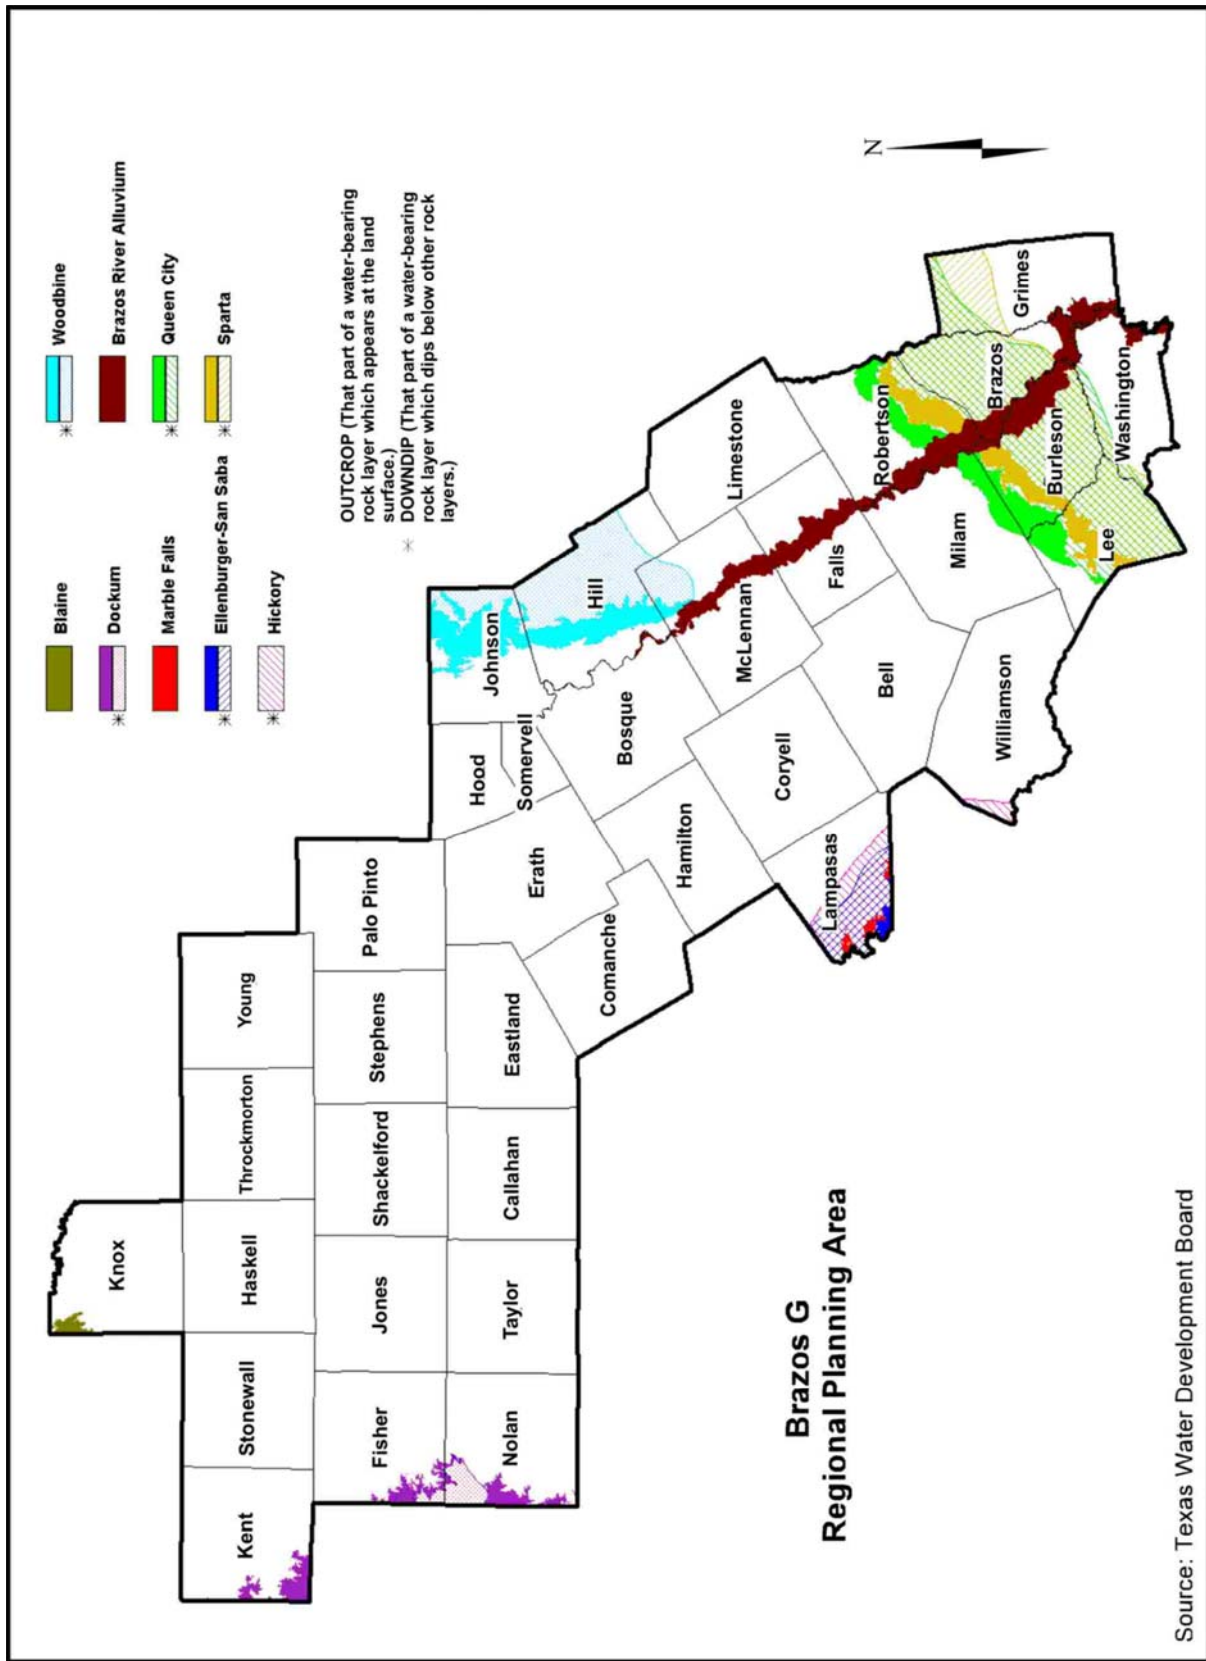 Blaine
Dockum
Marble Falls
Ellenburger-San Saba
Hickory
Woodbine
Brazos River Alluvium
Queen City
Sparta
*
*
*
*
*
*
OUTCROP (That part of a water-bearing
rock layer which appears at the land
surface.)
* DOWNDIP (That part of a water-bearing
rock layer which dips below other rock
layers.)
N
Knox
Kent
Stonewall
Haskell
Throckmorton
Young
Fisher
Jones
Shackelford
Stephens
Palo Pinto
Nolan
Taylor
Callahan
Eastland
Erath
Hood
Somervell
Johnson
Comanche
Hamilton
Bosque
Hill
Lampasas
Coryell
McLennan
Limestone
Bell
Falls
Williamson
Milam
Robertson
Lee
Burleson
Brazos
Grimes
Washington
Brazos G
Regional Planning Area
Source: Texas Water Development Board